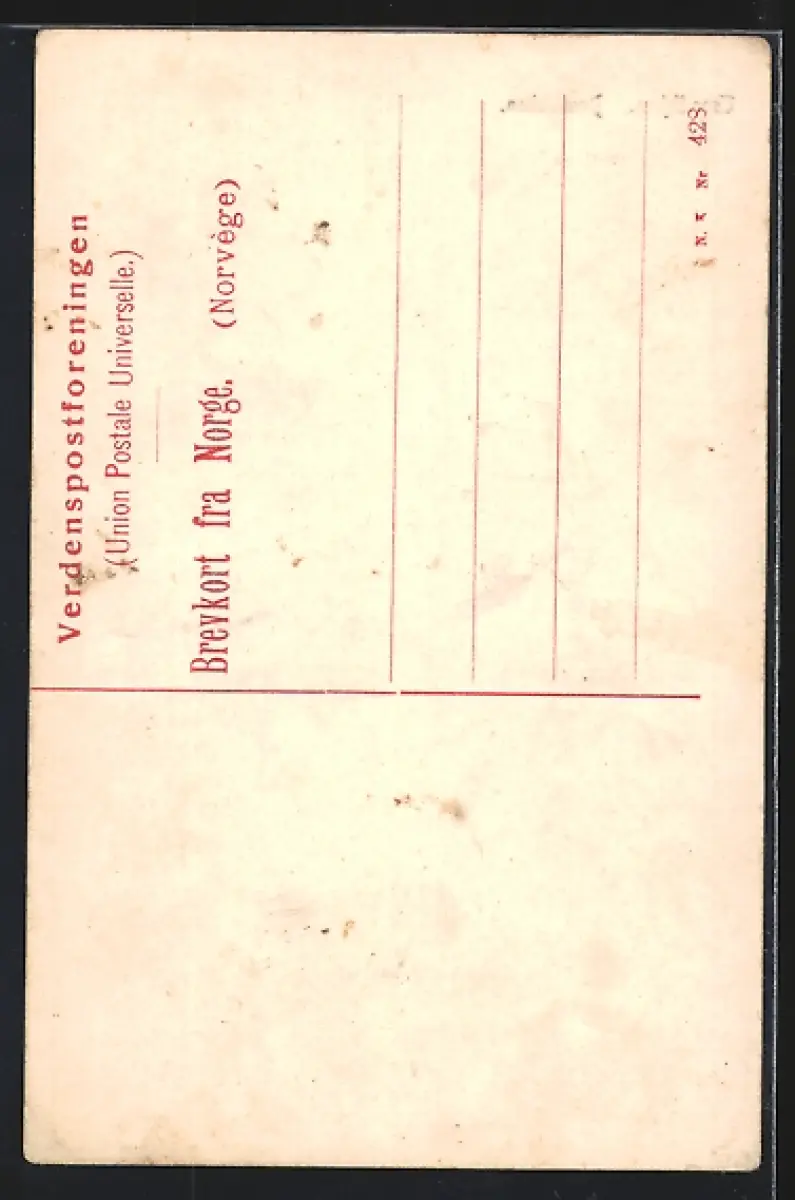 Verdenspostforeningen
(Union Postale Universelle.)
Brevkort fra Norge. (Norvège)
N. K Nr 423